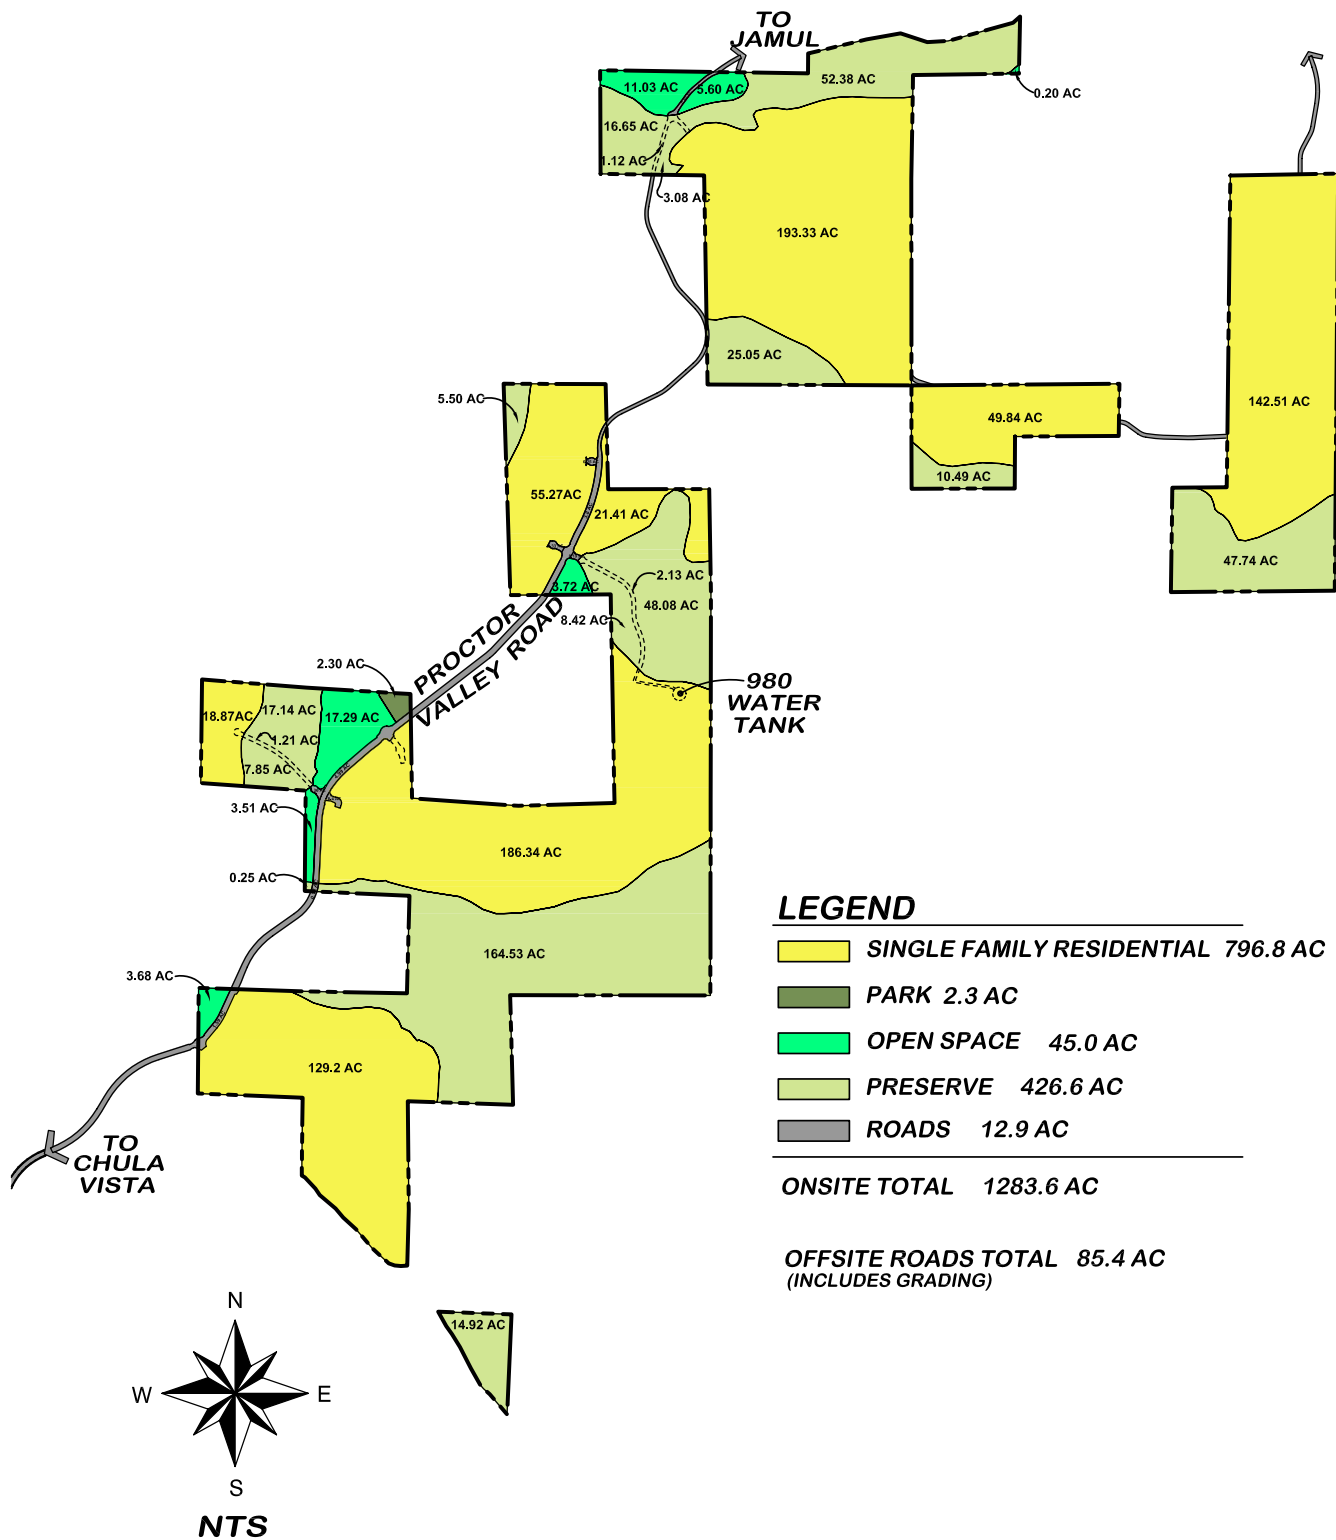 TO
JAMUL
11.03 AC
5.60 AC
52.38 AC
0.20 AC
16.65 AC
1.12 AC
3.08 AC
193.33 AC
25.05 AC
5.50 AC
49.84 AC
142.51 AC
10.49 AC
55.27AC
21.41 AC
47.74 AC
3.72 AC
2.13 AC
48.08 AC
8.42 AC
PROCTOR
VALLEY ROAD
2.30 AC
980
WATER
TANK
18.87AC
17.14 AC
17.29 AC
1.21 AC
7.85 AC
3.51 AC
186.34 AC
0.25 AC
164.53 AC
3.68 AC
129.2 AC
TO
CHULA
VISTA
14.92 AC
LEGEND
SINGLE FAMILY RESIDENTIAL 796.8 AC
PARK 2.3 AC
OPEN SPACE 45.0 AC
PRESERVE 426.6 AC
ROADS 12.9 AC
ONSITE TOTAL 1283.6 AC
OFFSITE ROADS TOTAL 85.4 AC
(INCLUDES GRADING)
N
W E
S
NTS